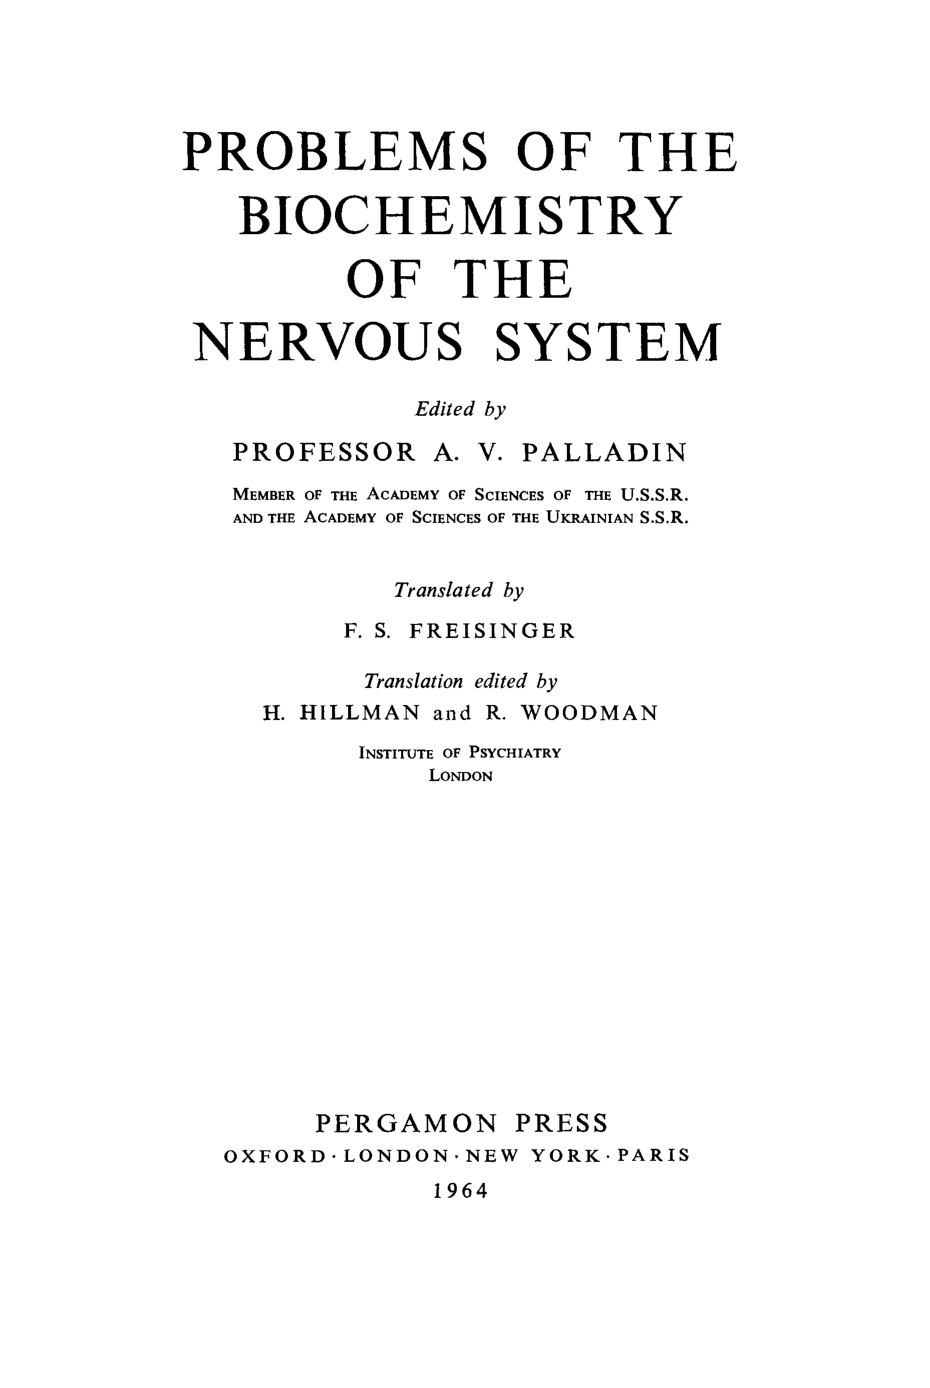 PROBLEMS OF THE
BIOCHEMISTRY
OF THE
NERVOUS SYSTEM
Edited by
PROFESSOR A. V. PALLADIN
MEMBER OF THE ACADEMY OF SCIENCES OF THE U.S.S.R.
AND THE ACADEMY OF SCIENCES OF THE UKRAINIAN S.S.R.
Translated by
F. S. FREISINGER
Translation edited by
H. HILLMAN and R. WOODMAN
INSTITUTE OF PSYCHIATRY
LONDON
PERGAMON PRESS
OXFORD · LONDON · NEW YORK · PARIS
1964